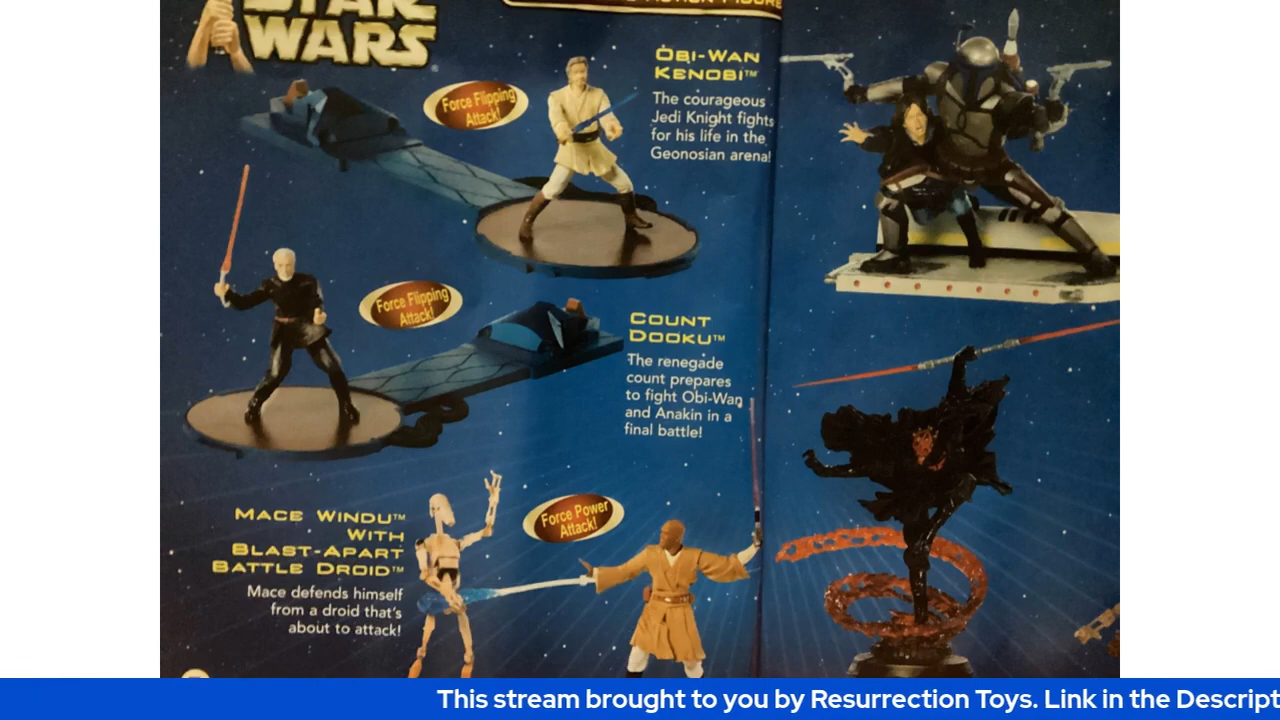 STAR
WARS
ACTION FIGURE
OBI-WAN
KENOBI™
The courageous
Jedi Knight fights
for his life in the
Geonosian arena!
Force Flipping
Attack!
Force Flipping
Attack!
COUNT
DOOKU™
The renegade
count prepares
to fight Obi-Wan
and Anakin in a
final battle!
MACE WINDU™
WITH
BLAST-APART
BATTLE DROID™
Mace defends himself
from a droid that's
about to attack!
Force Power
Attack!
This stream brought to you by Resurrection Toys. Link in the Descript